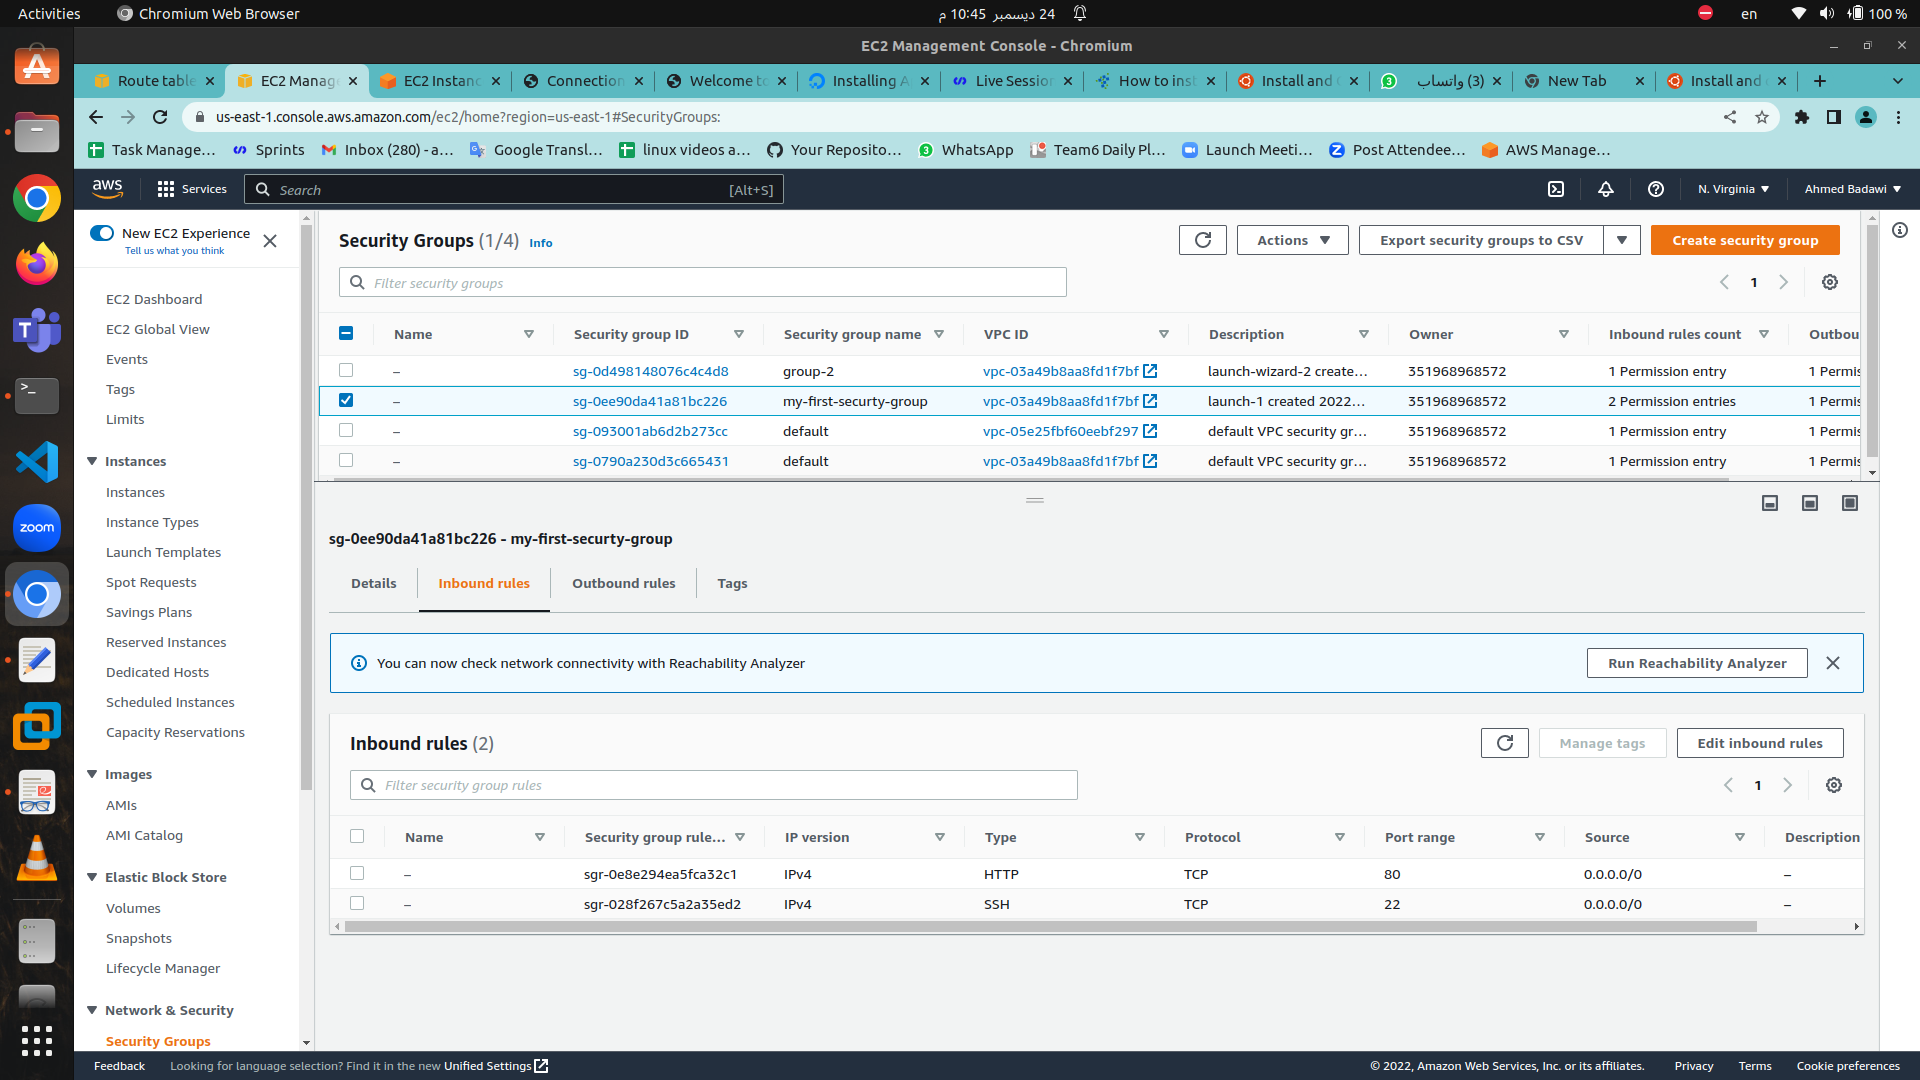 Activities
Chromium Web Browser
24 ديسمبر 10:45 م
en
100 %
EC2 Management Console - Chromium
Route table
EC2 Manag
EC2 Instanc
Connection
Welcome to
Installing A
Live Session
How to inst
Install and
(3) واتساب
New Tab
Install and
us-east-1.console.aws.amazon.com/ec2/home?region=us-east-1#SecurityGroups:
Task Manage...
Sprints
Inbox (280) - a...
Google Transl...
linux videos a...
Your Reposito...
WhatsApp
Team6 Daily Pl...
Launch Meeti...
Post Attendee...
AWS Manage...
aws
Services
Search
[Alt+S]
N. Virginia
Ahmed Badawi
New EC2 Experience
Tell us what you think
EC2 Dashboard
EC2 Global View
Events
Tags
Limits
Instances
Instances
Instance Types
Launch Templates
Spot Requests
Savings Plans
Reserved Instances
Dedicated Hosts
Scheduled Instances
Capacity Reservations
Images
AMIs
AMI Catalog
Elastic Block Store
Volumes
Snapshots
Lifecycle Manager
Network & Security
Security Groups
Security Groups (1/4) Info
Actions
Export security groups to CSV
Create security group
Filter security groups
1
Name Security group ID Security group name VPC ID Description Owner Inbound rules count Outbou
– sg-0d498148076c4c4d8 group-2 vpc-03a49b8aa8fd1f7bf launch-wizard-2 create... 351968968572 1 Permission entry 1 Permis
– sg-0ee90da41a81bc226 my-first-securty-group vpc-03a49b8aa8fd1f7bf launch-1 created 2022... 351968968572 2 Permission entries 1 Permis
– sg-093001ab6d2b273cc default vpc-05e25fbf60eebf297 default VPC security gr... 351968968572 1 Permission entry 1 Permis
– sg-0790a230d3c665431 default vpc-03a49b8aa8fd1f7bf default VPC security gr... 351968968572 1 Permission entry 1 Permis
sg-0ee90da41a81bc226 - my-first-securty-group
Details
Inbound rules
Outbound rules
Tags
You can now check network connectivity with Reachability Analyzer
Run Reachability Analyzer
Inbound rules (2)
Manage tags
Edit inbound rules
Filter security group rules
1
Name Security group rule... IP version Type Protocol Port range Source Description
– sgr-0e8e294ea5fca32c1 IPv4 HTTP TCP 80 0.0.0.0/0 –
– sgr-028f267c5a2a35ed2 IPv4 SSH TCP 22 0.0.0.0/0 –
zoom
Feedback
Looking for language selection? Find it in the new Unified Settings
© 2022, Amazon Web Services, Inc. or its affiliates.
Privacy
Terms
Cookie preferences